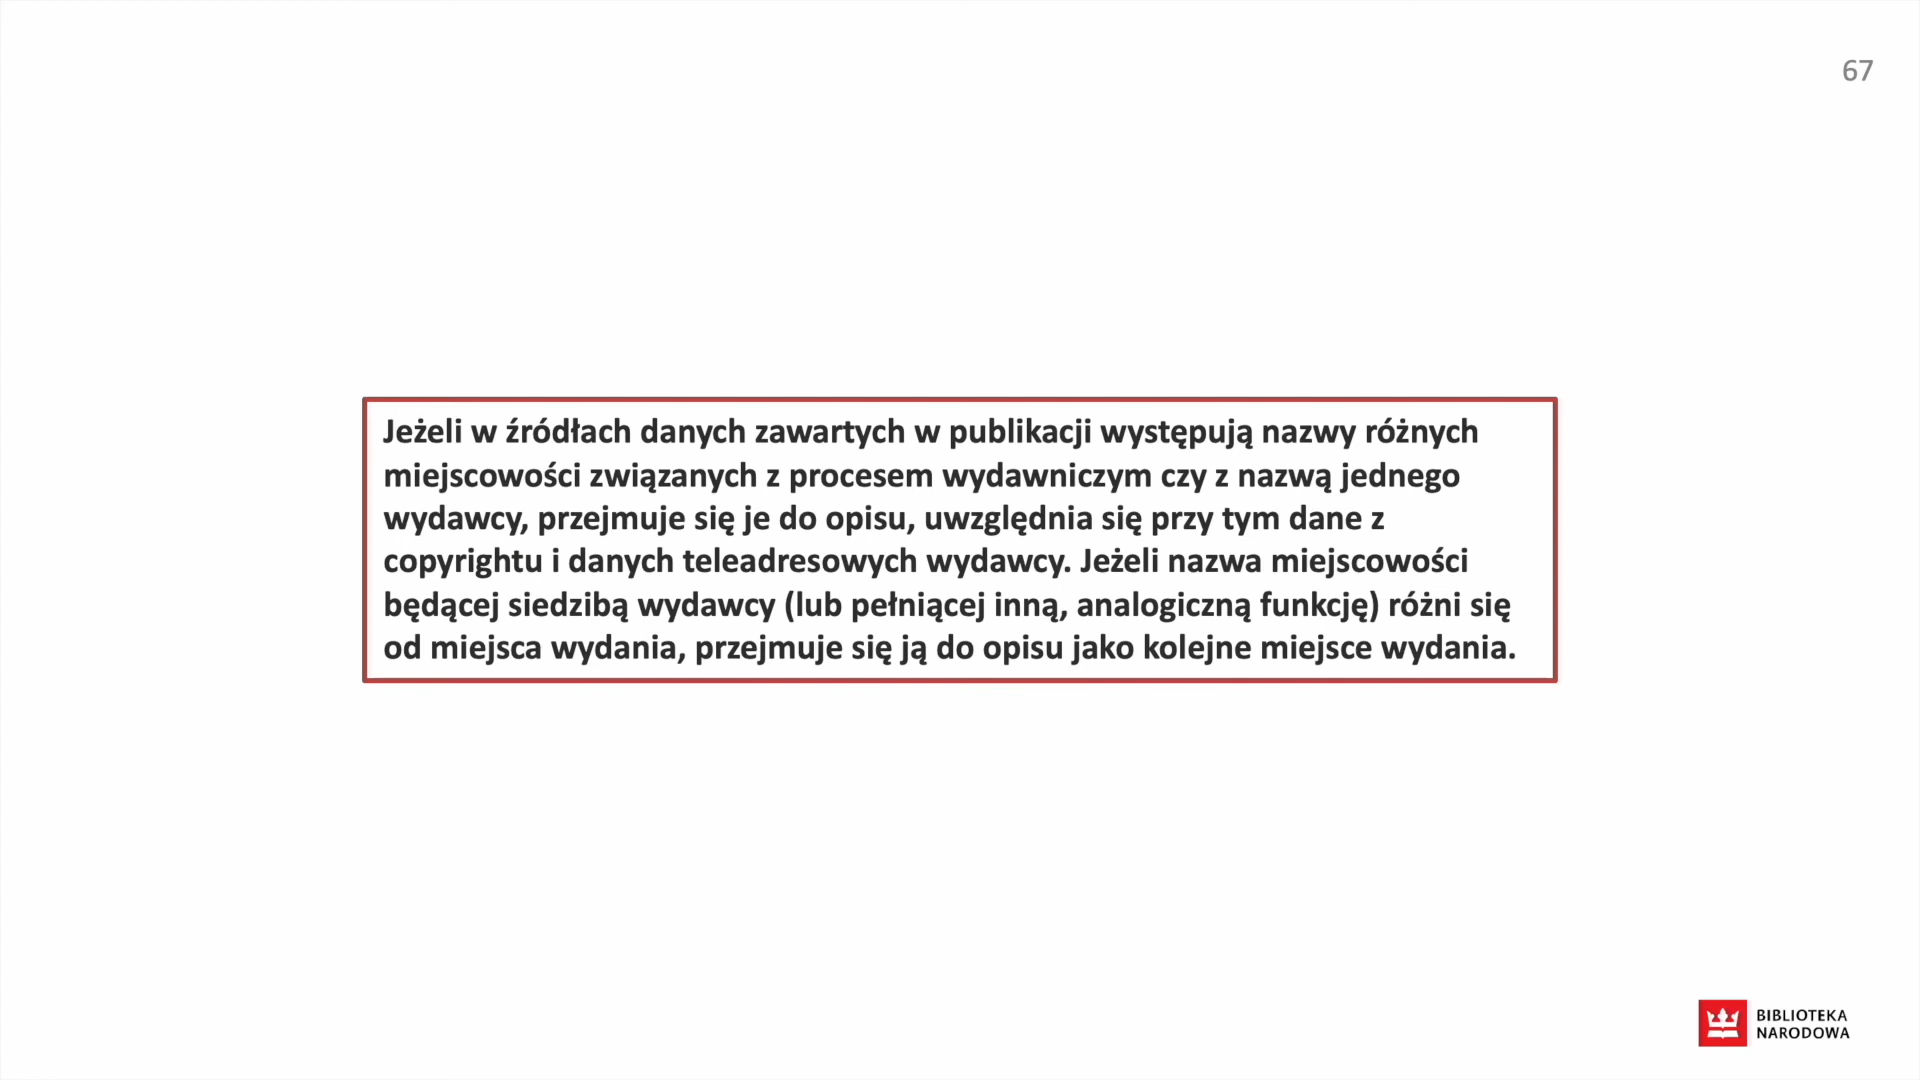 67
Jeżeli w źródłach danych zawartych w publikacji występują nazwy różnych
miejscowości związanych z procesem wydawniczym czy z nazwą jednego
wydawcy, przejmuje się je do opisu, uwzględnia się przy tym dane z
copyrightu i danych teleadresowych wydawcy. Jeżeli nazwa miejscowości
będącej siedzibą wydawcy (lub pełniącej inną, analogiczną funkcję) różni się
od miejsca wydania, przejmuje się ją do opisu jako kolejne miejsce wydania.
BIBLIOTEKA
NARODOWA